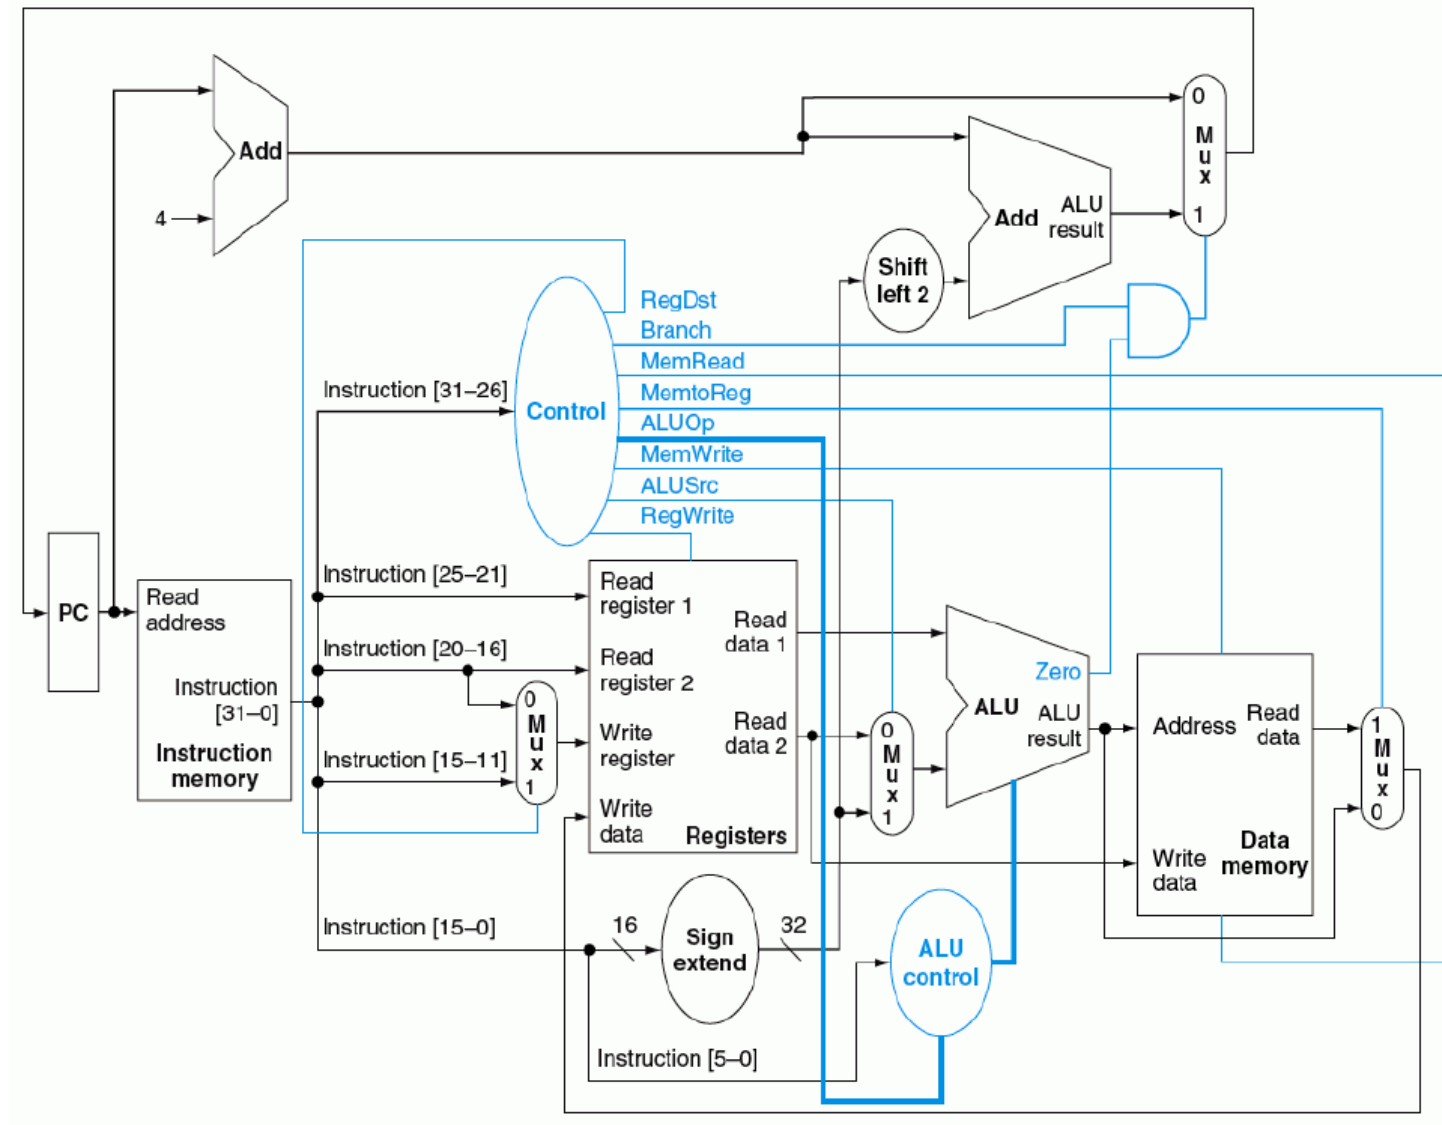 0
M
u
x
1
Add
ALU
result
Add
4
Shift
left 2
RegDst
Branch
MemRead
MemtoReg
ALUOp
MemWrite
ALUSrc
RegWrite
Instruction [31–26]
Control
PC
Read
address
Instruction
[31–0]
Instruction
memory
Instruction [25–21]
Instruction [20–16]
Instruction [15–11]
0
M
u
x
1
Read
register 1
Read
register 2
Write
register
Write
data
Read
data 1
Read
data 2
Registers
0
M
u
x
1
Zero
ALU
ALU
result
Address
Read
data
Write
data
Data
memory
1
M
u
x
0
Instruction [15–0]
16
Sign
extend
32
ALU
control
Instruction [5–0]